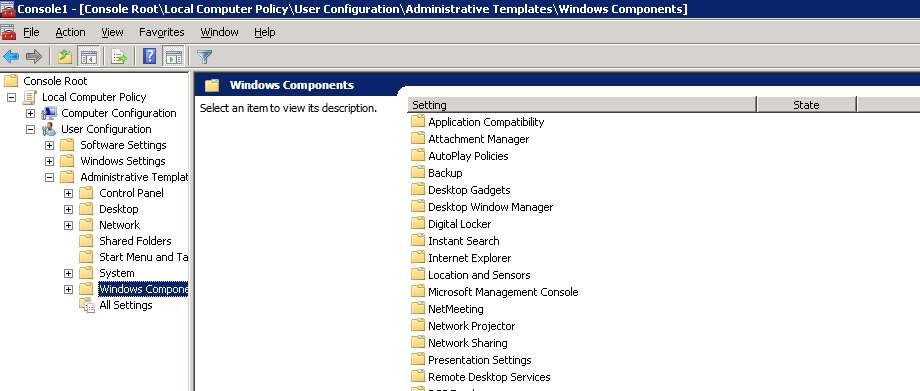 Console1 - [Console Root\Local Computer Policy\User Configuration\Administrative Templates\Windows Components]
File Action View Favorites Window Help
Console Root
Local Computer Policy
Computer Configuration
User Configuration
Software Settings
Windows Settings
Administrative Templat
Control Panel
Desktop
Network
Shared Folders
Start Menu and Ta
System
Windows Compone
All Settings
Windows Components
Select an item to view its description.
Setting State
Application Compatibility
Attachment Manager
AutoPlay Policies
Backup
Desktop Gadgets
Desktop Window Manager
Digital Locker
Instant Search
Internet Explorer
Location and Sensors
Microsoft Management Console
NetMeeting
Network Projector
Network Sharing
Presentation Settings
Remote Desktop Services